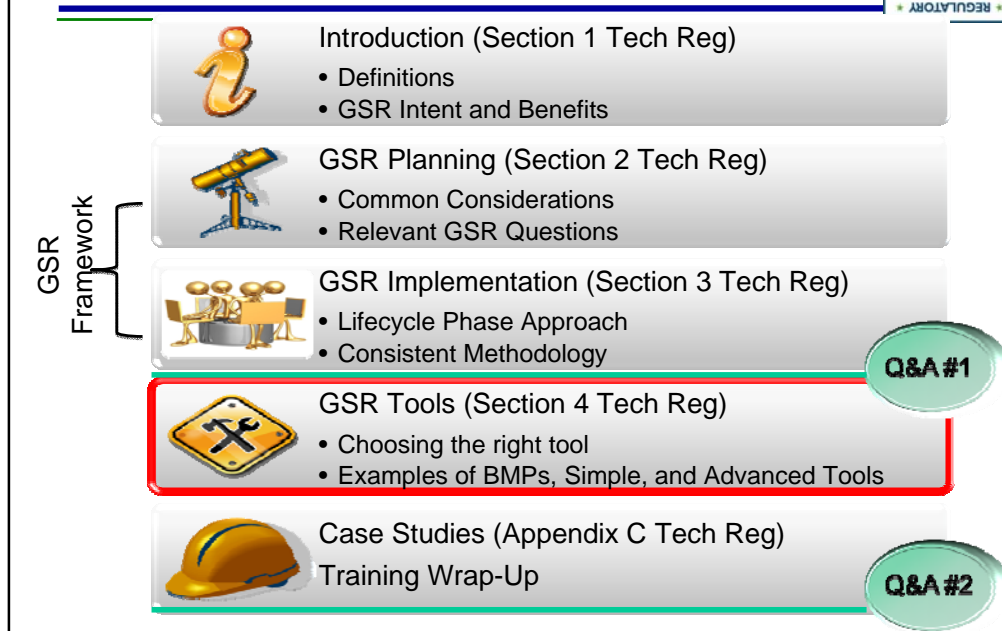 REGULATORY
Introduction (Section 1 Tech Reg)
• Definitions
• GSR Intent and Benefits
GSR Planning (Section 2 Tech Reg)
• Common Considerations
• Relevant GSR Questions
GSR
Framework
GSR Implementation (Section 3 Tech Reg)
• Lifecycle Phase Approach
• Consistent Methodology
Q&A #1
GSR Tools (Section 4 Tech Reg)
• Choosing the right tool
• Examples of BMPs, Simple, and Advanced Tools
Case Studies (Appendix C Tech Reg)
Training Wrap-Up
Q&A #2